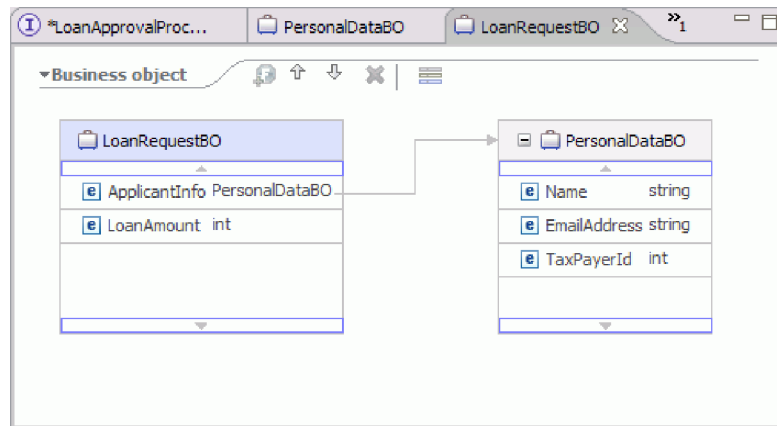 *LoanApprovalProc... PersonalDataBO LoanRequestBO »1
Business object
LoanRequestBO
ApplicantInfo PersonalDataBO
LoanAmount int
PersonalDataBO
Name string
EmailAddress string
TaxPayerId int